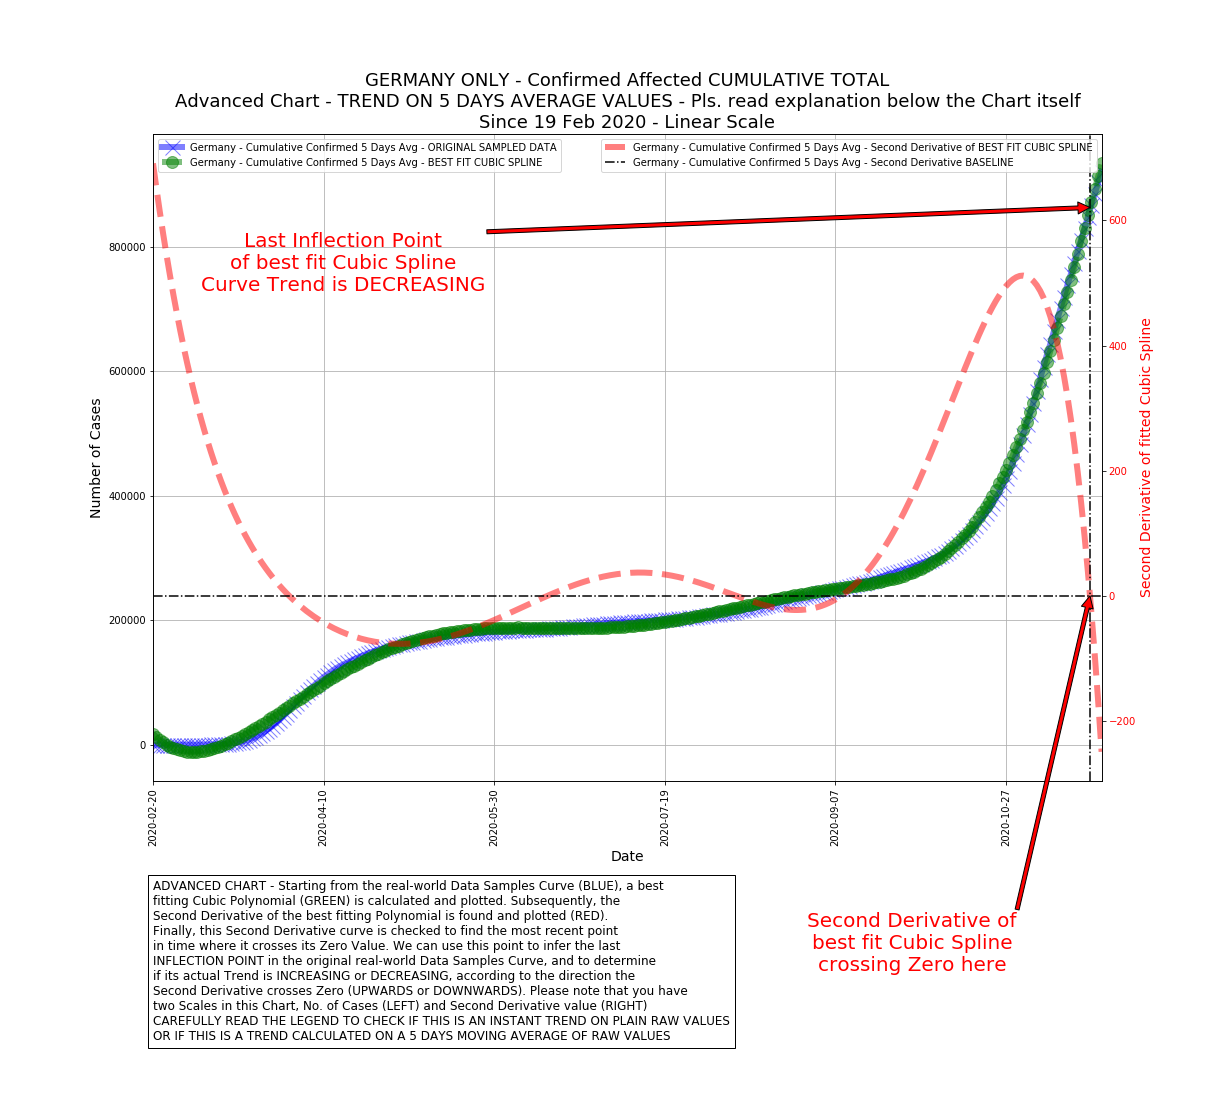 GERMANY ONLY - Confirmed Affected CUMULATIVE TOTAL
Advanced Chart - TREND ON 5 DAYS AVERAGE VALUES - Pls. read explanation below the Chart itself
Since 19 Feb 2020 - Linear Scale
Germany - Cumulative Confirmed 5 Days Avg - ORIGINAL SAMPLED DATA
Germany - Cumulative Confirmed 5 Days Avg - BEST FIT CUBIC SPLINE
Germany - Cumulative Confirmed 5 Days Avg - Second Derivative of BEST FIT CUBIC SPLINE
Germany - Cumulative Confirmed 5 Days Avg - Second Derivative BASELINE
Last Inflection Point
of best fit Cubic Spline
Curve Trend is DECREASING
Number of Cases
800000
600000
400000
200000
0
600
400
200
0
−200
Second Derivative of fitted Cubic Spline
2020-02-20
2020-04-10
2020-05-30
2020-07-19
2020-09-07
2020-10-27
Date
ADVANCED CHART - Starting from the real-world Data Samples Curve (BLUE), a best
fitting Cubic Polynomial (GREEN) is calculated and plotted. Subsequently, the
Second Derivative of the best fitting Polynomial is found and plotted (RED).
Finally, this Second Derivative curve is checked to find the most recent point
in time where it crosses its Zero Value. We can use this point to infer the last
INFLECTION POINT in the original real-world Data Samples Curve, and to determine
if its actual Trend is INCREASING or DECREASING, according to the direction the
Second Derivative crosses Zero (UPWARDS or DOWNWARDS). Please note that you have
two Scales in this Chart, No. of Cases (LEFT) and Second Derivative value (RIGHT)
CAREFULLY READ THE LEGEND TO CHECK IF THIS IS AN INSTANT TREND ON PLAIN RAW VALUES
OR IF THIS IS A TREND CALCULATED ON A 5 DAYS MOVING AVERAGE OF RAW VALUES
Second Derivative of
best fit Cubic Spline
crossing Zero here